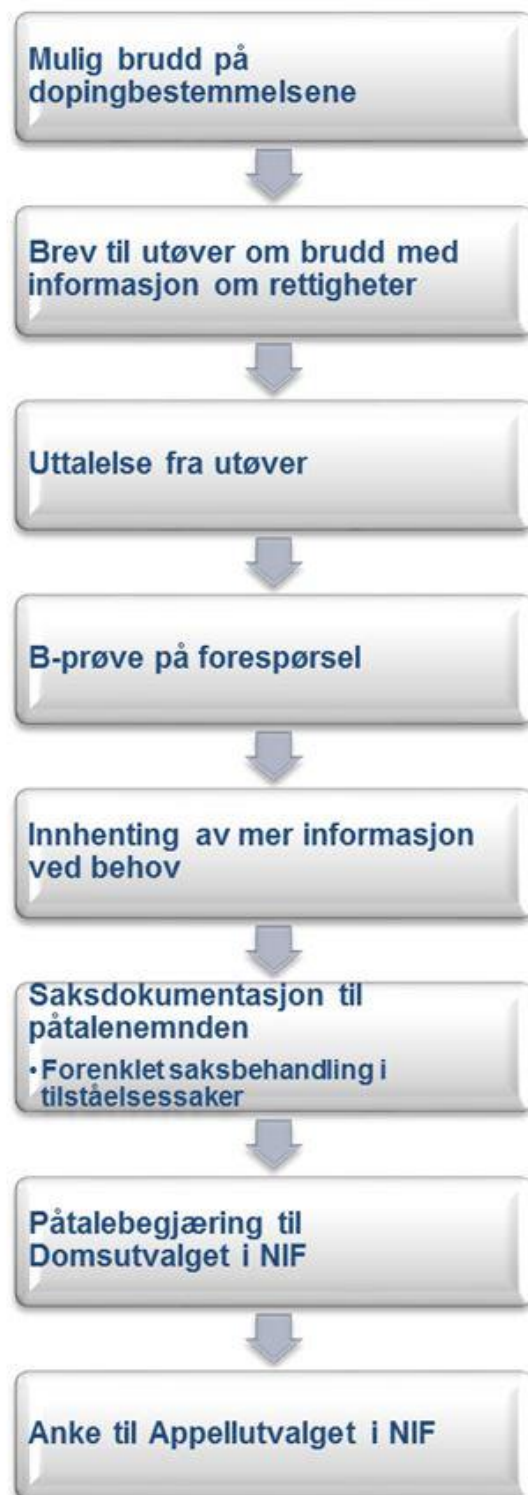 Mulig brudd på
dopingbestemmelsene
Brev til utøver om brudd med
informasjon om rettigheter
Uttalelse fra utøver
B-prøve på forespørsel
Innhenting av mer informasjon
ved behov
Saksdokumentasjon til
påtalenemnden
•Forenklet saksbehandling i
tilståelsessaker
Påtalebegjæring til
Domsutvalget i NIF
Anke til Appellutvalget i NIF